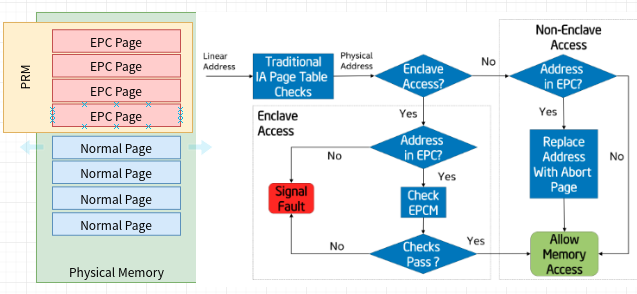 EPC Page
EPC Page
EPC Page
EPC Page
PRM
Normal Page
Normal Page
Normal Page
Normal Page
Physical Memory
Linear
Address
Traditional
IA Page Table
Checks
Physical
Address
Enclave
Access?
No
Non-Enclave
Access
Address
in EPC?
Yes
Yes
No
Enclave
Access
Address
in EPC?
No
Yes
Replace
Address
With Abort
Page
Signal
Fault
Check
EPCM
No
Checks
Pass ?
Yes
Allow
Memory
Access